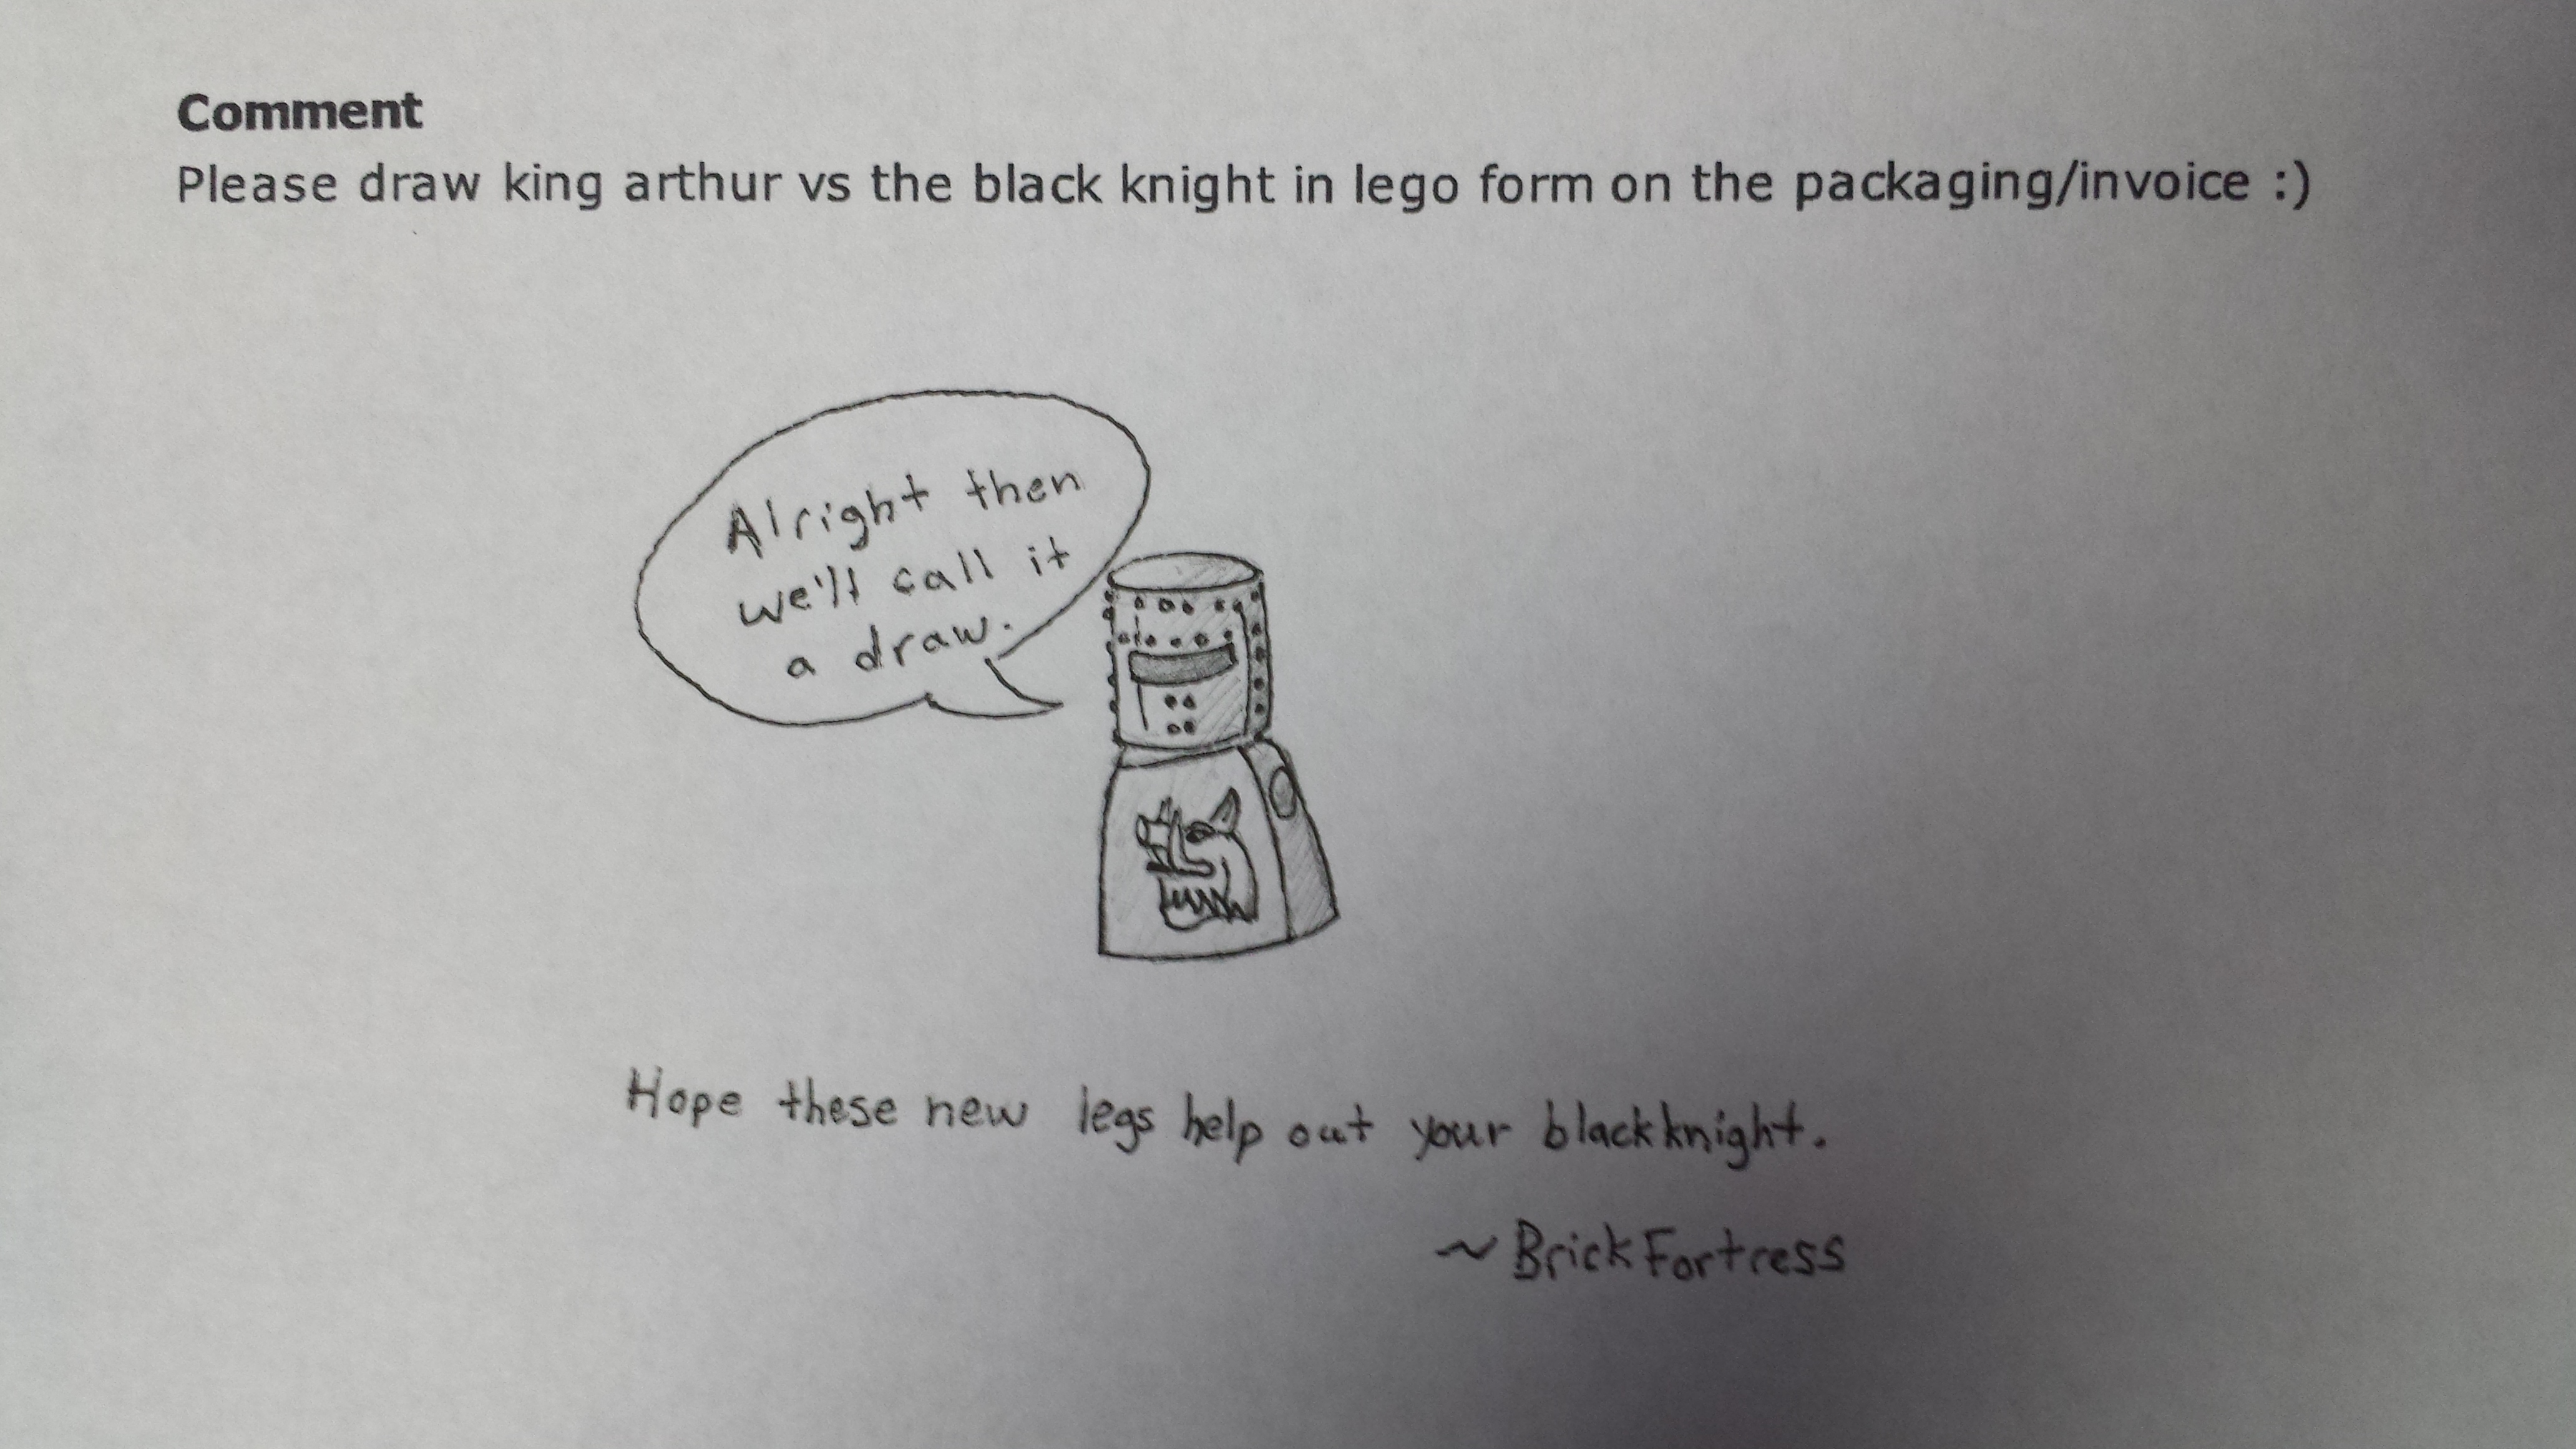 Comment
Please draw king arthur vs the black knight in lego form on the packaging/invoice :)
Alright then
we'll call it
a draw.
Hope these new legs help out your blackknight.
~ BrickFortress